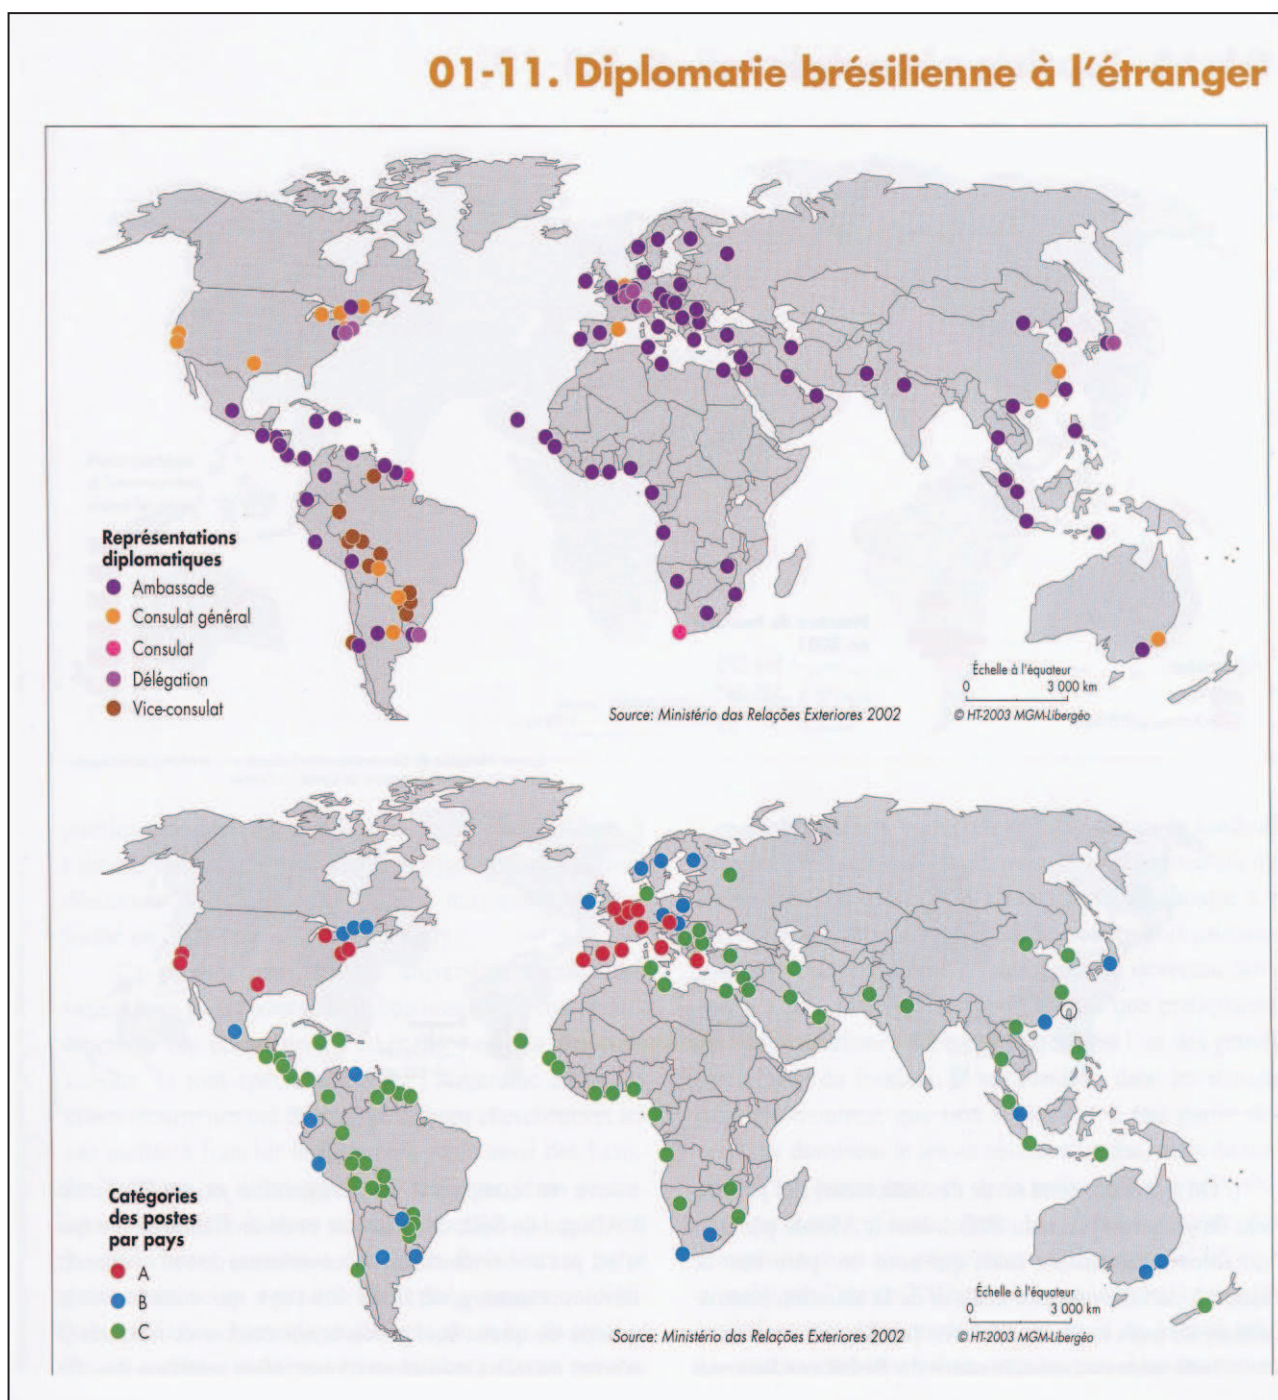 01-11. Diplomatie brésilienne à l'étranger
Représentations
diplomatiques
Ambassade
Consulat général
Consulat
Délégation
Vice-consulat
Échelle à l'équateur
0 3 000 km
Source: Ministério das Relações Exteriores 2002
© HT-2003 MGM-Libergéo
Catégories
des postes
par pays
A
B
C
Échelle à l'équateur
0 3 000 km
Source: Ministério das Relações Exteriores 2002
© HT-2003 MGM-Libergéo